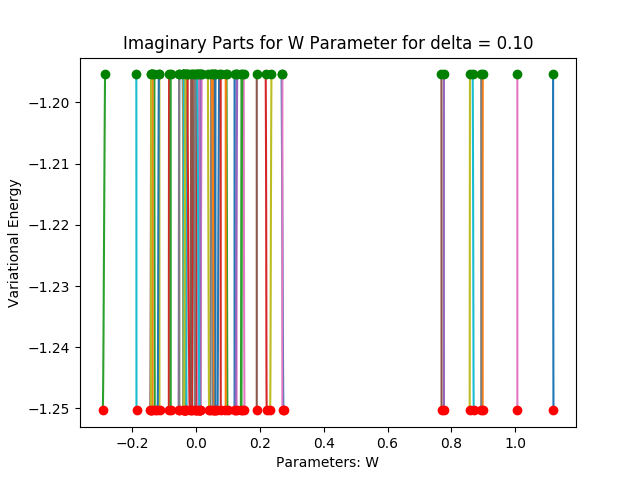 Imaginary Parts for W Parameter for delta = 0.10
Variational Energy
−1.20
−1.21
−1.22
−1.23
−1.24
−1.25
−0.2 0.0 0.2 0.4 0.6 0.8 1.0
Parameters: W